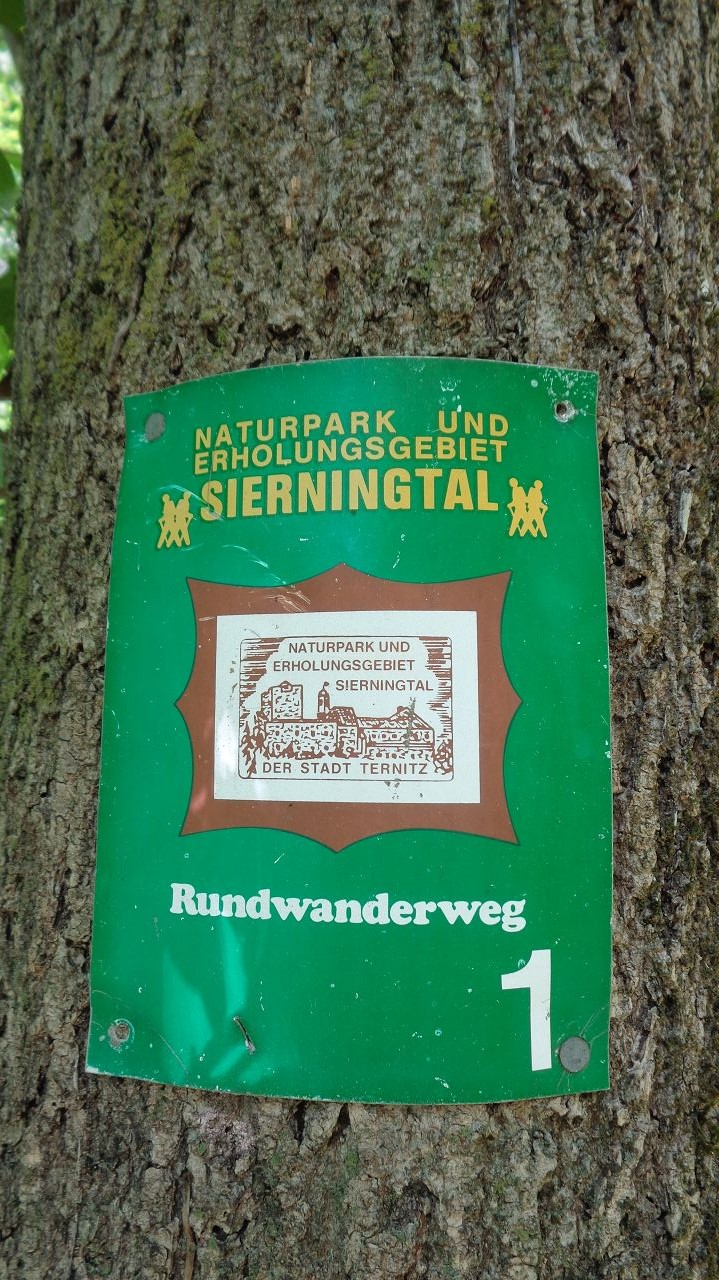 NATURPARK UND
ERHOLUNGSGEBIET
SIERNINGTAL
NATURPARK UND
ERHOLUNGSGEBIET
SIERNINGTAL
DER STADT TERNITZ
Rundwanderweg
1